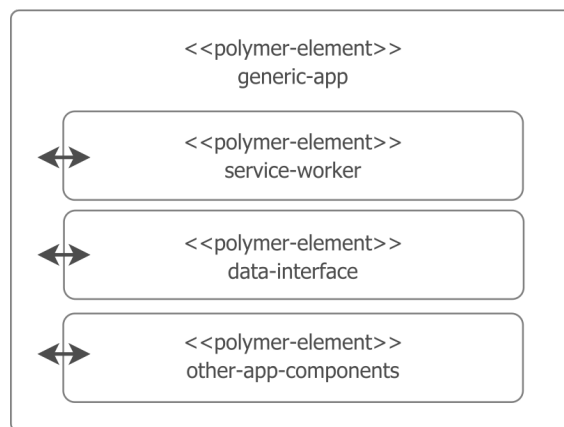 <<polymer-element>>
generic-app
<<polymer-element>>
service-worker
<<polymer-element>>
data-interface
<<polymer-element>>
other-app-components